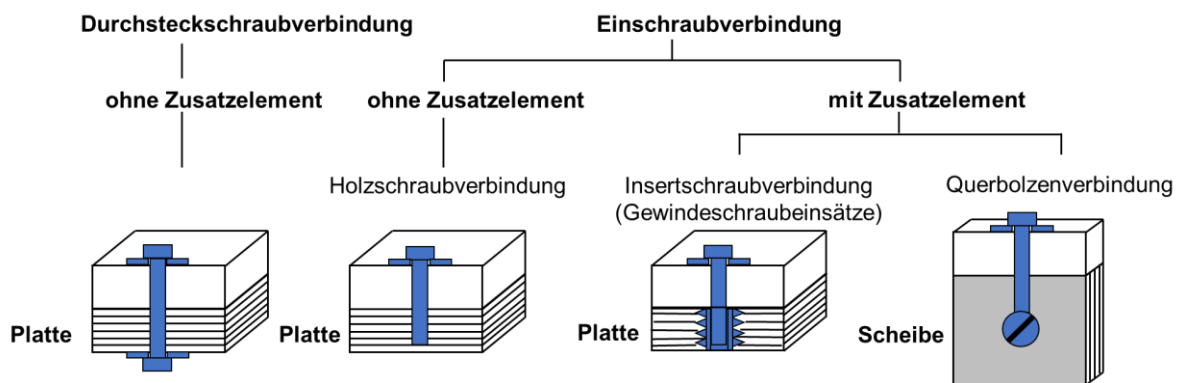 Durchsteckschraubverbindung
Einschraubverbindung
ohne Zusatzelement
ohne Zusatzelement
mit Zusatzelement
Holzschraubverbindung
Insertschraubverbindung
(Gewindeschraubeinsätze)
Querbolzenverbindung
Platte
Platte
Platte
Scheibe